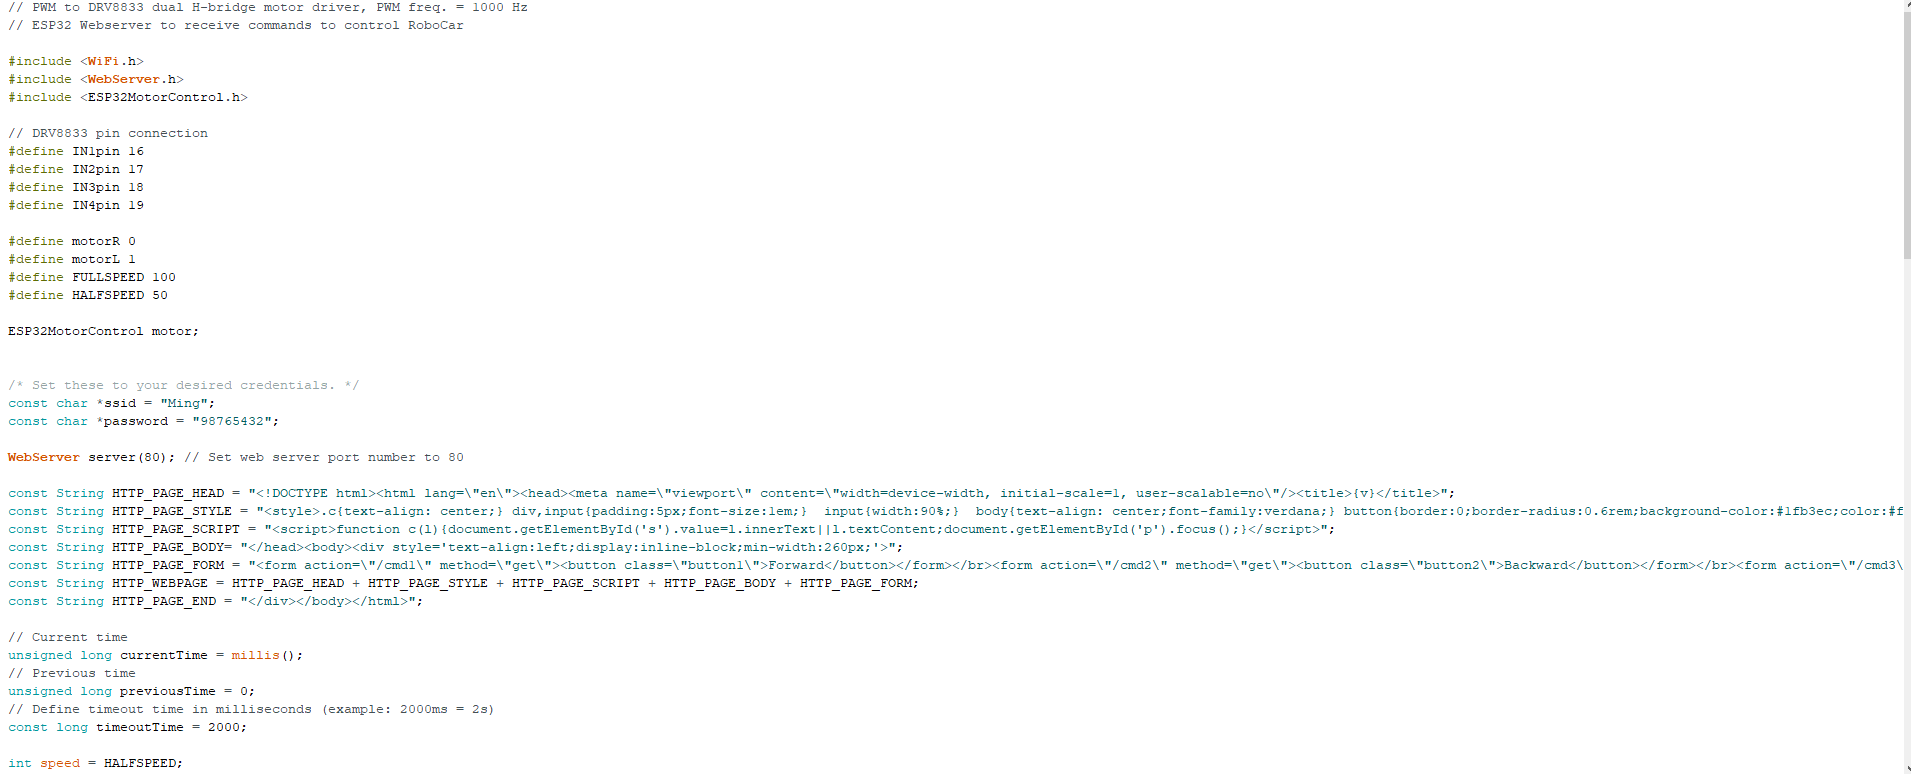 // PWM to DRV8833 dual H-bridge motor driver, PWM freq. = 1000 Hz
// ESP32 Webserver to receive commands to control RoboCar
#include <WiFi.h>
#include <WebServer.h>
#include <ESP32MotorControl.h>
// DRV8833 pin connection
#define IN1pin 16
#define IN2pin 17
#define IN3pin 18
#define IN4pin 19
#define motorR 0
#define motorL 1
#define FULLSPEED 100
#define HALFSPEED 50
ESP32MotorControl motor;
/* Set these to your desired credentials. */
const char *ssid = "Ming";
const char *password = "98765432";
WebServer server(80); // Set web server port number to 80
const String HTTP_PAGE_HEAD = "<!DOCTYPE html><html lang=\"en\"><head><meta name=\"viewport\" content=\"width=device-width, initial-scale=1, user-scalable=no\"/><title>{v}</title>";
const String HTTP_PAGE_STYLE = "<style>.c{text-align: center;} div,input{padding:5px;font-size:1em;}  input{width:90%;}  body{text-align: center;font-family:verdana;} button{border:0;border-radius:0.6rem;background-color:#1fb3ec;color:#f
const String HTTP_PAGE_SCRIPT = "<script>function c(l){document.getElementById('s').value=l.innerText||l.textContent;document.getElementById('p').focus();}</script>";
const String HTTP_PAGE_BODY= "</head><body><div style='text-align:left;display:inline-block;min-width:260px;'>";
const String HTTP_PAGE_FORM = "<form action=\"/cmd1\" method=\"get\"><button class=\"button1\">Forward</button></form></br><form action=\"/cmd2\" method=\"get\"><button class=\"button2\">Backward</button></form></br><form action=\"/cmd3\
const String HTTP_WEBPAGE = HTTP_PAGE_HEAD + HTTP_PAGE_STYLE + HTTP_PAGE_SCRIPT + HTTP_PAGE_BODY + HTTP_PAGE_FORM;
const String HTTP_PAGE_END = "</div></body></html>";
// Current time
unsigned long currentTime = millis();
// Previous time
unsigned long previousTime = 0;
// Define timeout time in milliseconds (example: 2000ms = 2s)
const long timeoutTime = 2000;
int speed = HALFSPEED;